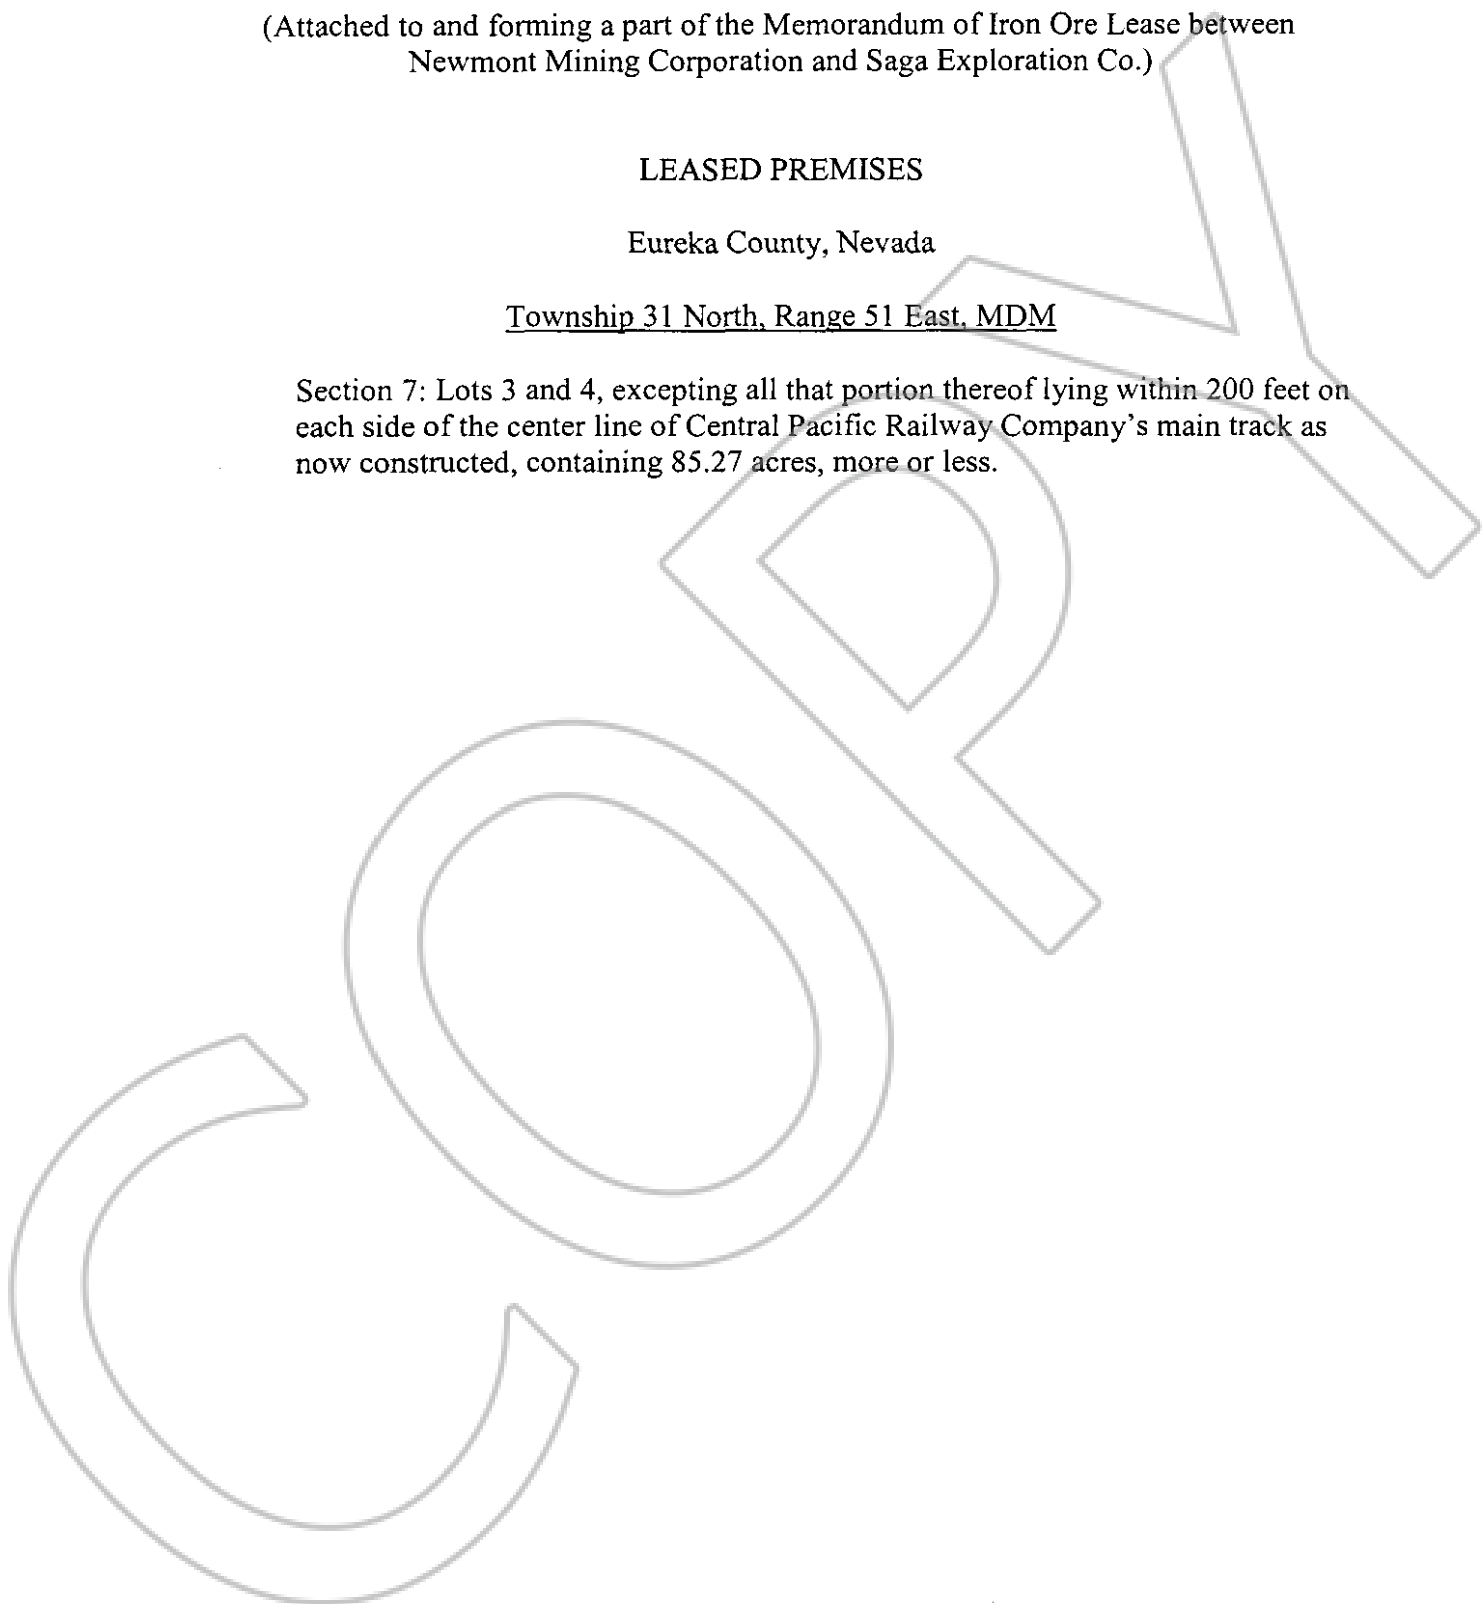 (Attached to and forming a part of the Memorandum of Iron Ore Lease between
Newmont Mining Corporation and Saga Exploration Co.)
LEASED PREMISES
Eureka County, Nevada
Township 31 North, Range 51 East, MDM
Section 7: Lots 3 and 4, excepting all that portion thereof lying within 200 feet on
each side of the center line of Central Pacific Railway Company's main track as
now constructed, containing 85.27 acres, more or less.
COPY